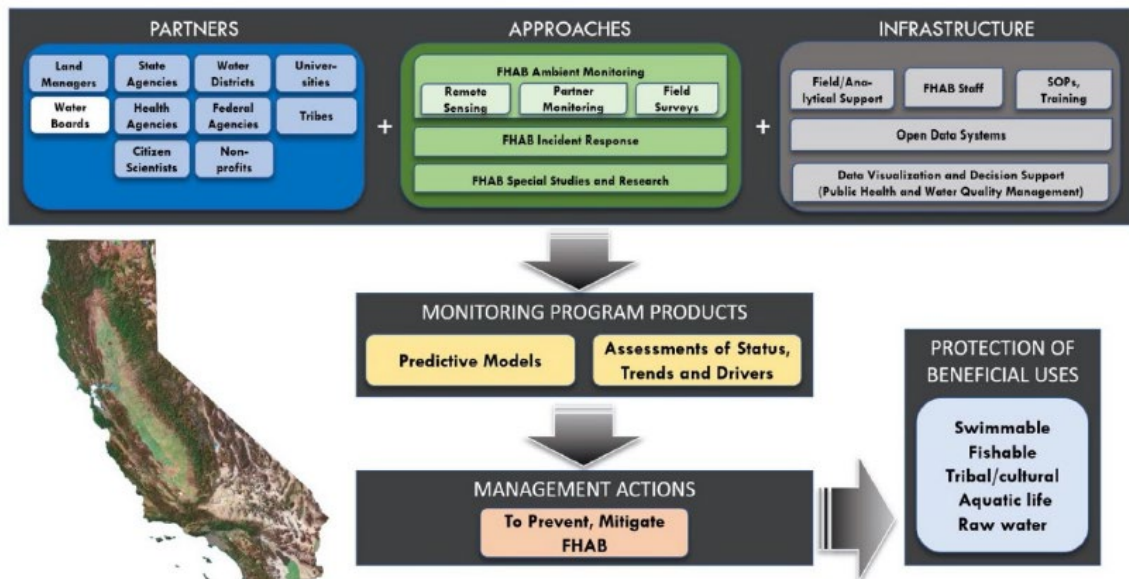 PARTNERS
Land
Managers
State
Agencies
Water
Districts
Univer-
sities
Water
Boards
Health
Agencies
Federal
Agencies
Tribes
Citizen
Scientists
Non-
profits
+
APPROACHES
FHAB Ambient Monitoring
Remote
Sensing
Partner
Monitoring
Field
Surveys
FHAB Incident Response
FHAB Special Studies and Research
+
INFRASTRUCTURE
Field/Ana-
lytical Support
FHAB Staff
SOPs,
Training
Open Data Systems
Data Visualization and Decision Support
(Public Health and Water Quality Management)
MONITORING PROGRAM PRODUCTS
Predictive Models
Assessments of Status,
Trends and Drivers
MANAGEMENT ACTIONS
To Prevent, Mitigate
FHAB
PROTECTION OF
BENEFICIAL USES
Swimmable
Fishable
Tribal/cultural
Aquatic life
Raw water